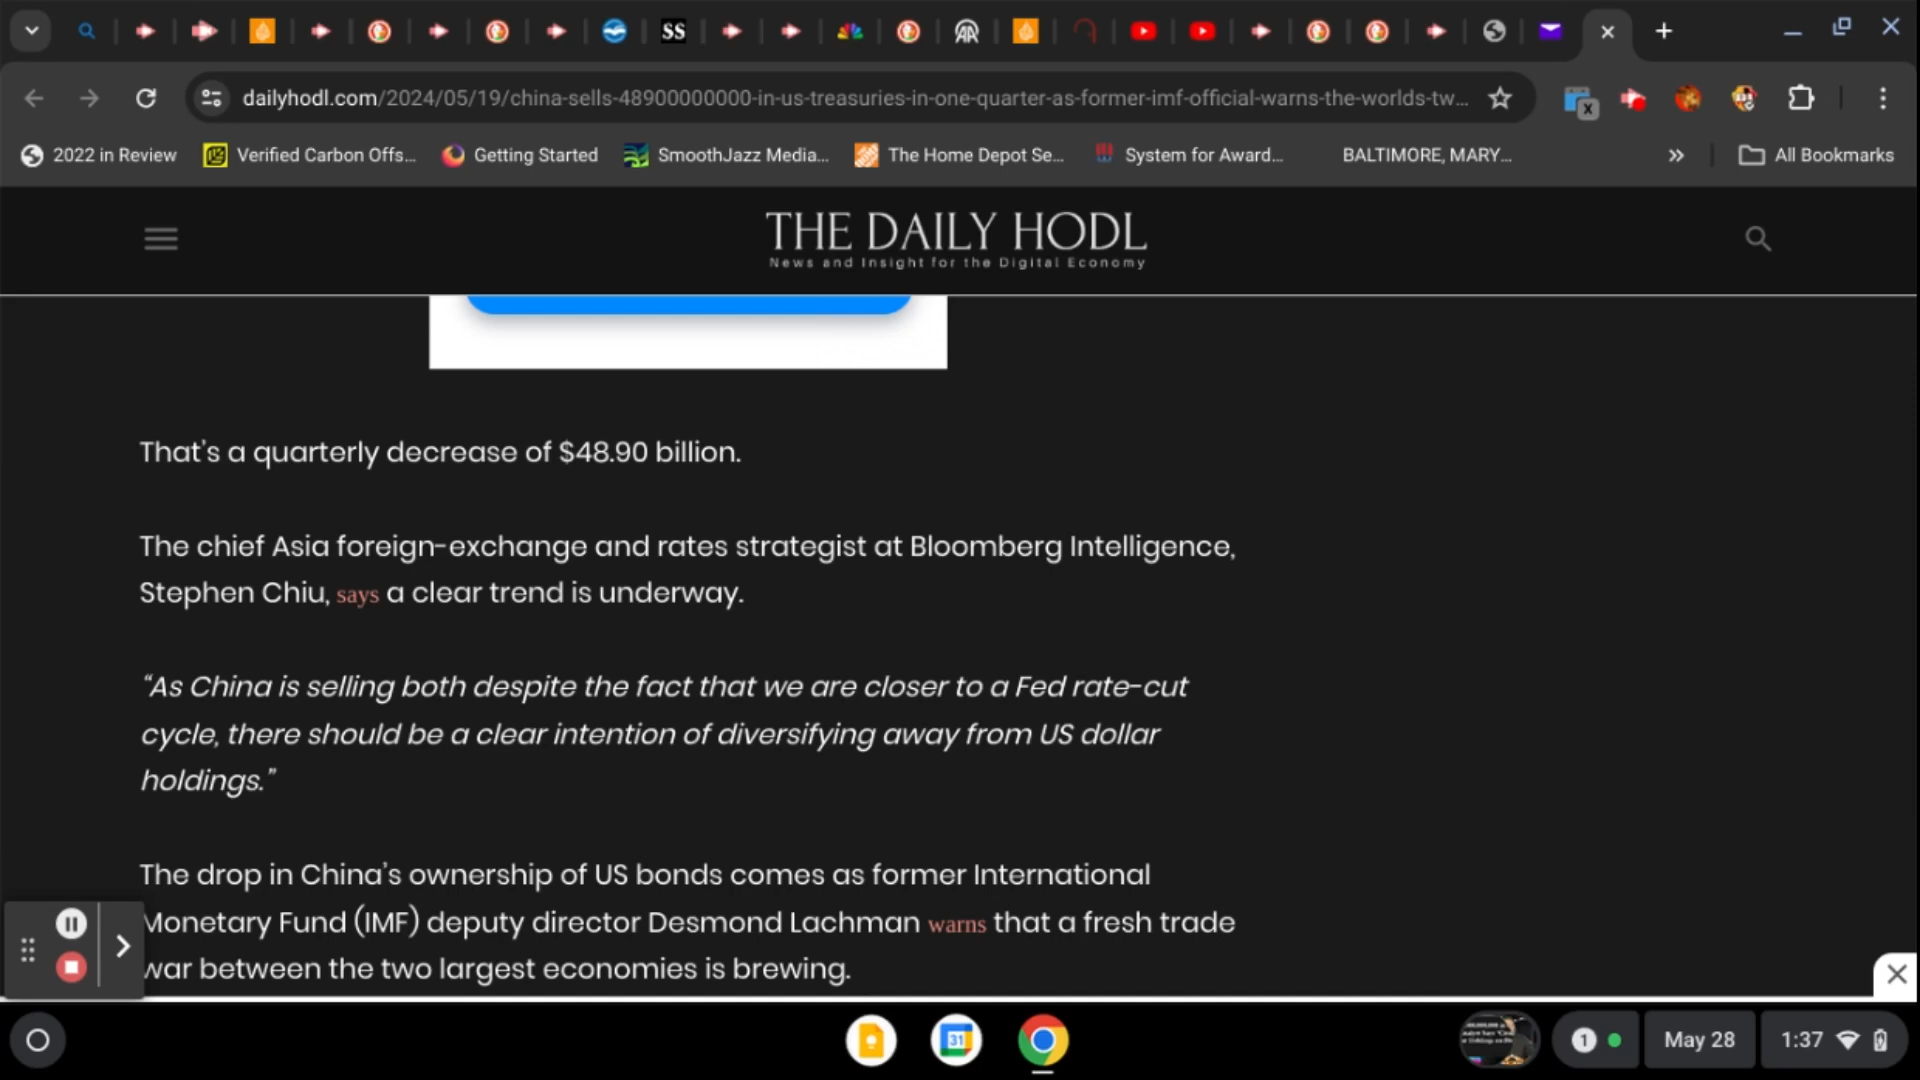 SS
dailyhodl.com/2024/05/19/china-sells-48900000000-in-us-treasuries-in-one-quarter-as-former-imf-official-warns-the-worlds-tw...
x
2022 in Review
Verified Carbon Offs...
Getting Started
SmoothJazz Media...
The Home Depot Se...
System for Award...
BALTIMORE, MARY...
All Bookmarks
THE DAILY HODL
News and Insight for the Digital Economy
That's a quarterly decrease of $48.90 billion.
The chief Asia foreign-exchange and rates strategist at Bloomberg Intelligence,
Stephen Chiu, says a clear trend is underway.
“As China is selling both despite the fact that we are closer to a Fed rate-cut
cycle, there should be a clear intention of diversifying away from US dollar
holdings.”
The drop in China's ownership of US bonds comes as former International
Monetary Fund (IMF) deputy director Desmond Lachman warns that a fresh trade
war between the two largest economies is brewing.
31
1
May 28
1:37